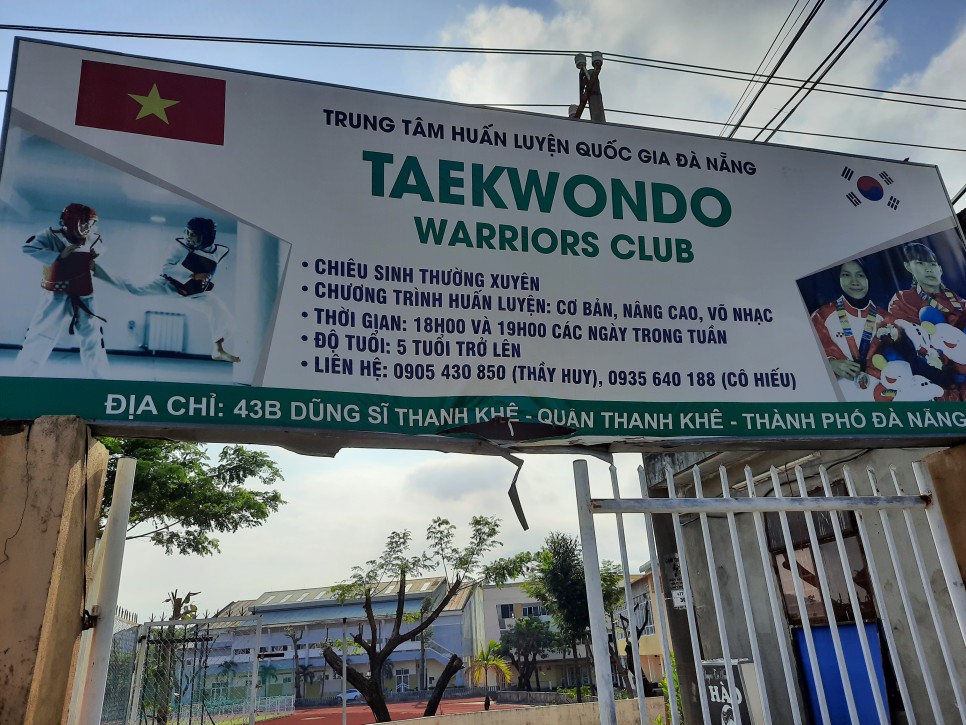 TRUNG TÂM HUẤN LUYỆN QUỐC GIA ĐÀ NẴNG
TAEKWONDO
WARRIORS CLUB
• CHIÊU SINH THƯỜNG XUYÊN
• CHƯƠNG TRÌNH HUẤN LUYỆN: CƠ BẢN, NÂNG CAO, VÕ NHẠC
• THỜI GIAN: 18H00 VÀ 19H00 CÁC NGÀY TRONG TUẦN
• ĐỘ TUỔI: 5 TUỔI TRỞ LÊN
• LIÊN HỆ: 0905 430 850 (THẦY HUY), 0935 640 188 (CÔ HIẾU)
ĐỊA CHỈ: 43B DŨNG SĨ THANH KHÊ - QUẬN THANH KHÊ - THÀNH PHỐ ĐÀ NẴNG
HÀO